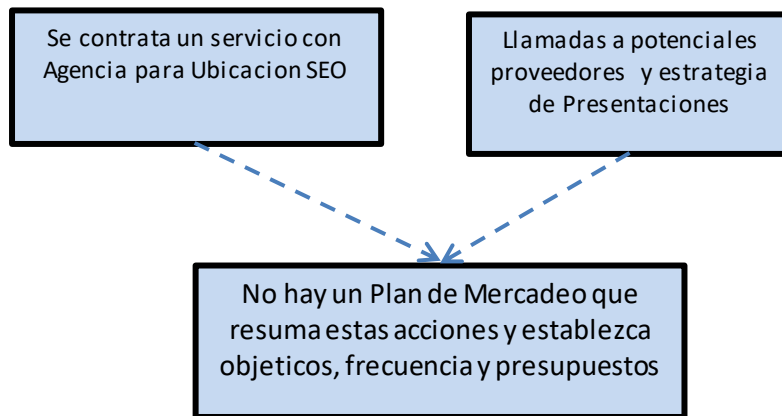 Se contrata un servicio con
Agencia para Ubicacion SEO
Llamadas a potenciales
proveedores y estrategia
de Presentaciones
No hay un Plan de Mercadeo que
resuma estas acciones y establezca
objeticos, frecuencia y presupuestos